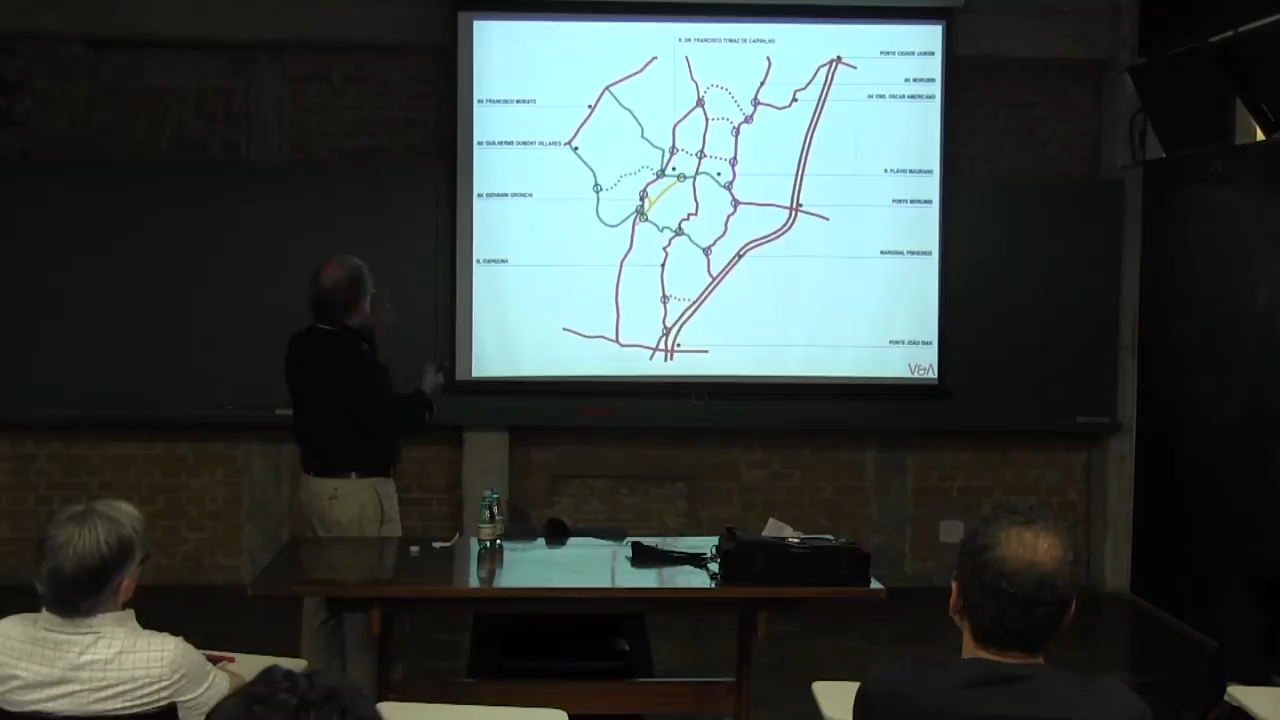 R. DR. FRANCISCO TOMAZ DE CARVALHO
PONTE CIDADE JARDIM
AV. MORUMBI
AV. ENG. OSCAR AMERICANO
AV. FRANCISCO MORATO
AV. GUILHERME DUMONT VILLARES
R. FLÁVIO MAURANO
AV. GIOVANNI GRONCHI
PONTE MORUMBI
MARGINAL PINHEIROS
R. ITAPAIÚNA
PONTE JOÃO DIAS
V&A